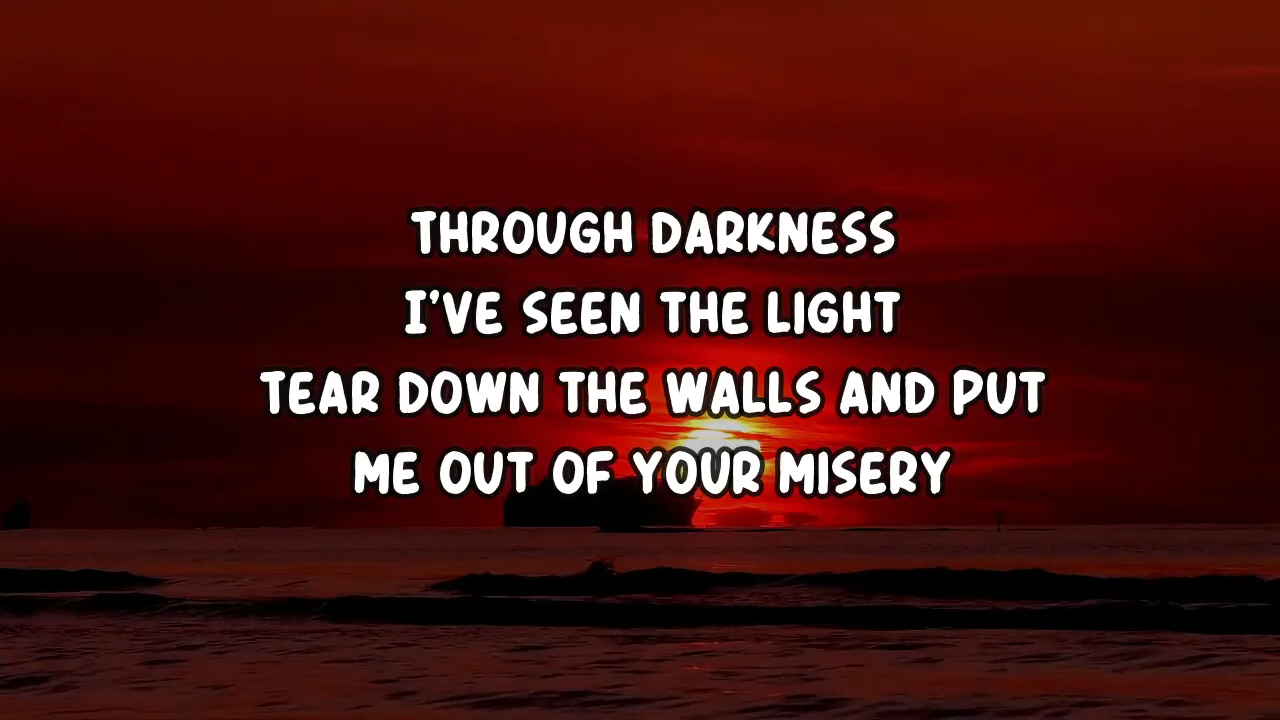 THROUGH DARKNESS
I'VE SEEN THE LIGHT
TEAR DOWN THE WALLS AND PUT
ME OUT OF YOUR MISERY